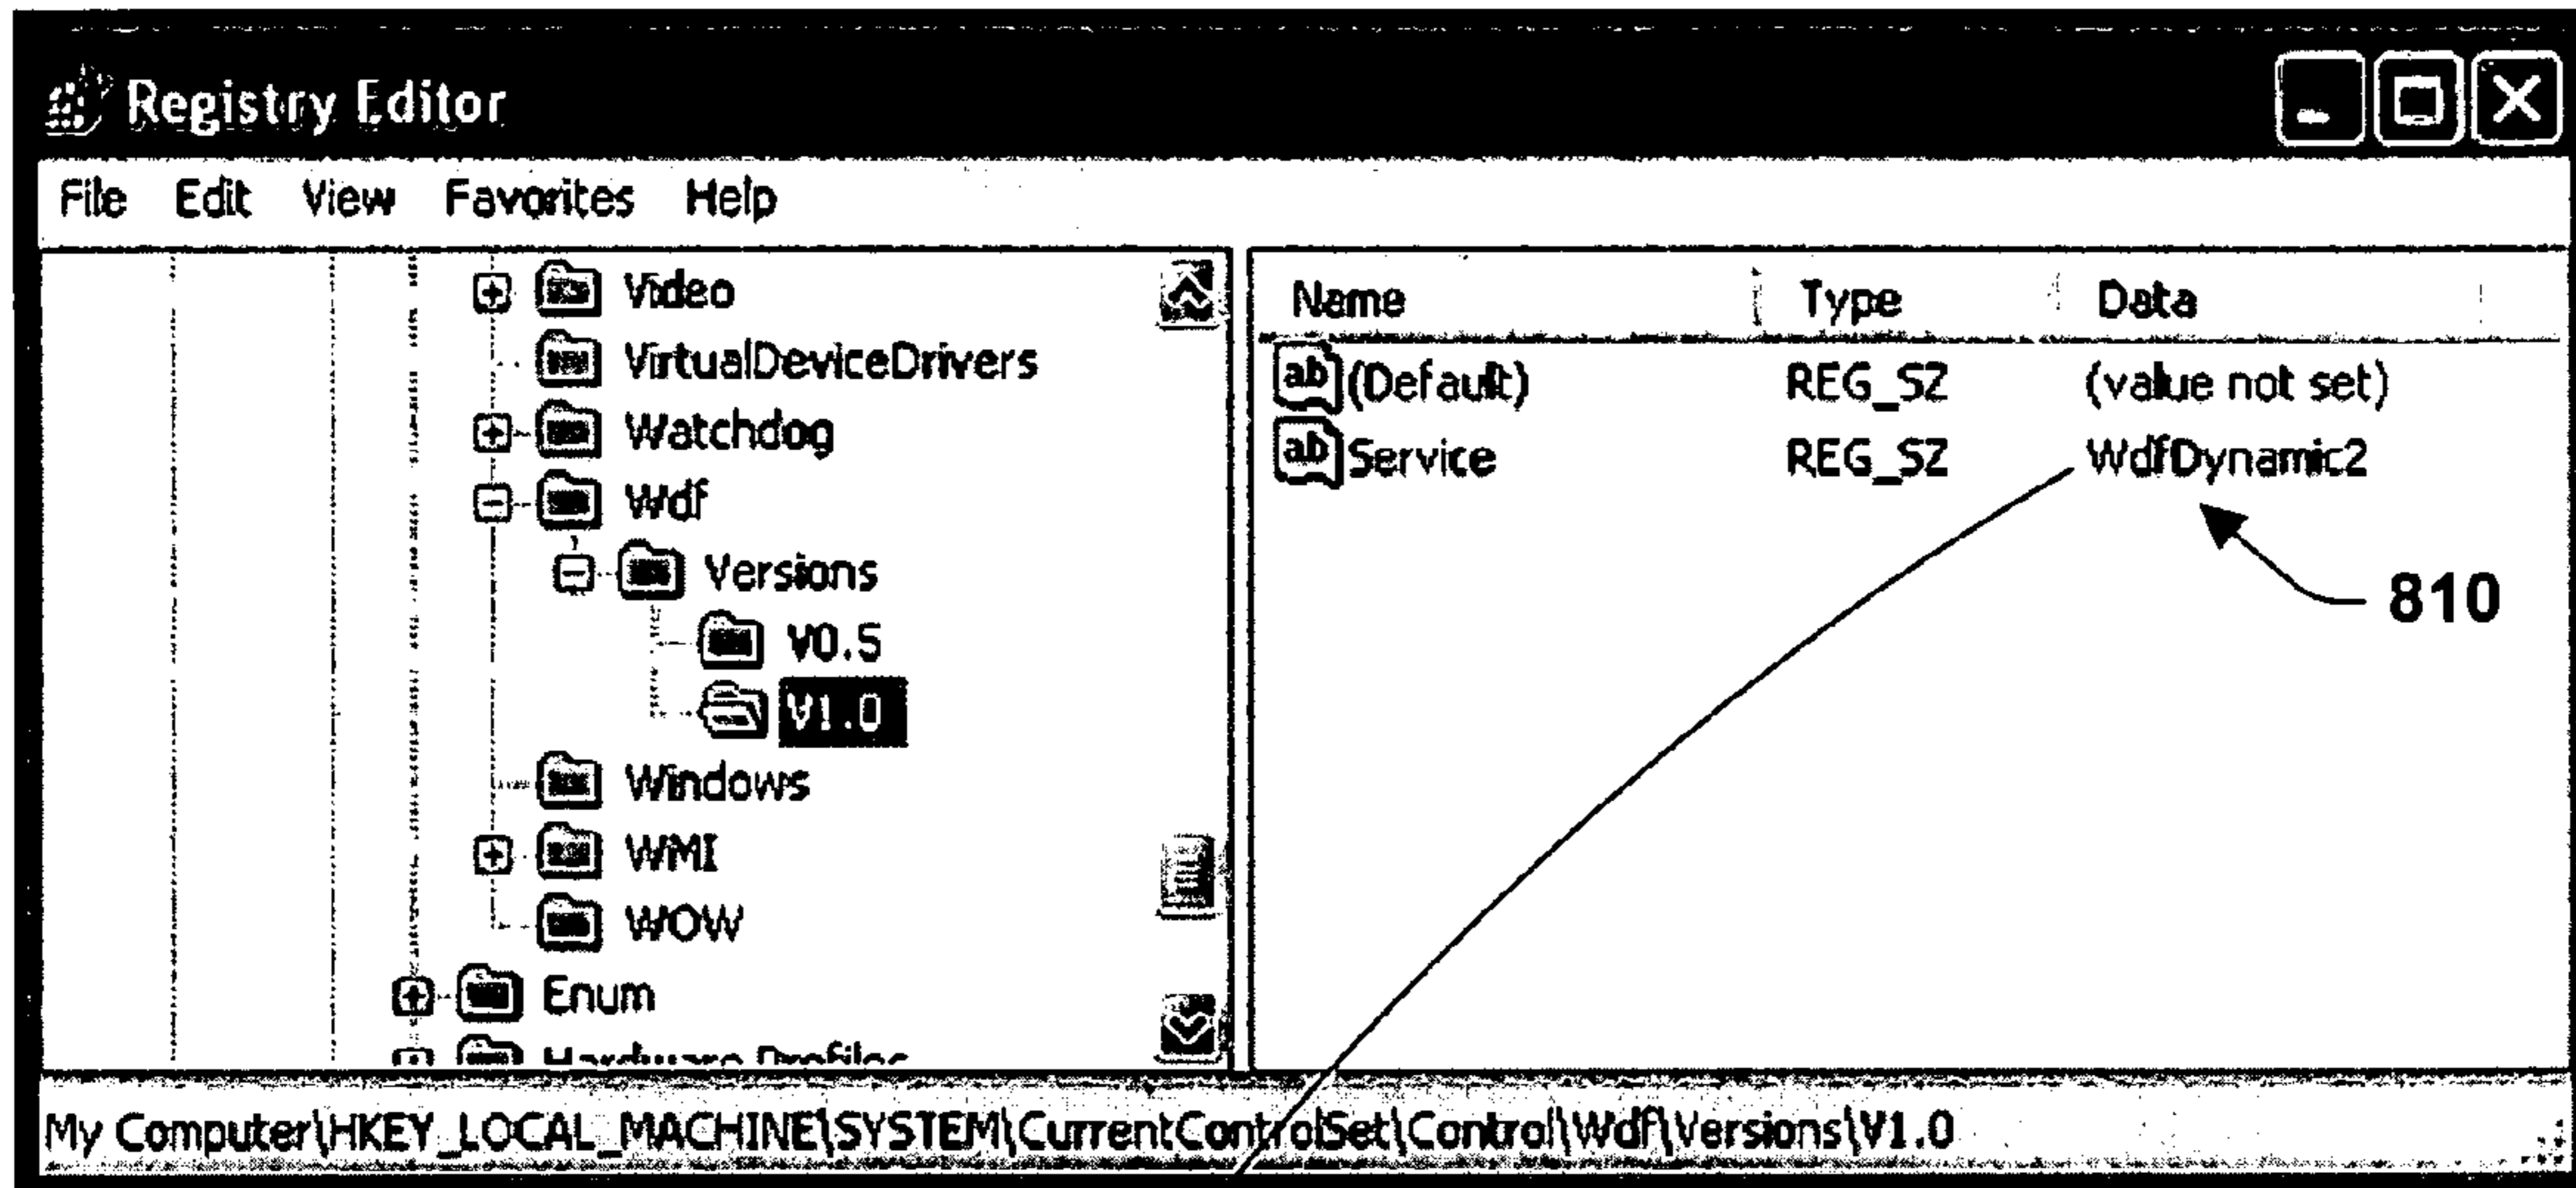 Registry Editor
File Edit View Favorites Help
Video
VirtualDeviceDrivers
Watchdog
Wdf
Versions
V0.5
V1.0
Windows
WMI
WOW
Enum
Hardware Profiles
Name Type Data
(Default) REG_SZ (value not set)
Service REG_SZ WdfDynamic2
810
My Computer\HKEY_LOCAL_MACHINE\SYSTEM\CurrentControlSet\Control\Wdf\Versions\V1.0